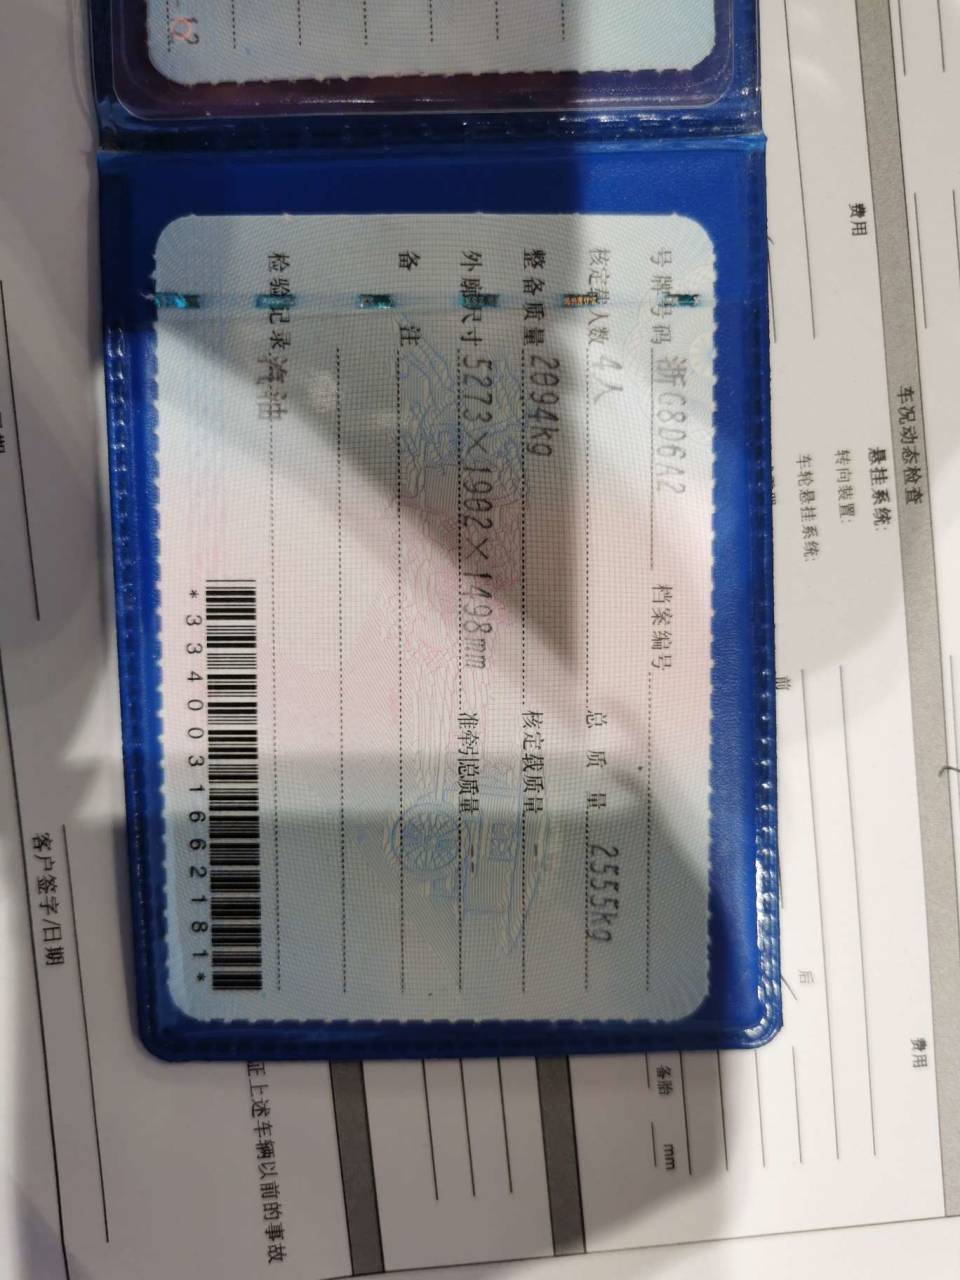 号牌号码 浙G8D6A2 档案编号
核定载人数 4人 总质量 2555kg
整备质量 2094kg 核定载质量 --
外廓尺寸 5273×1902×1498mm 准牵引总质量 --
备注
检验记录 汽油
*3340031662181*
费用
车况动态检查
悬挂系统:
转向装置:
车轮悬挂系统:
前
后
费用
备胎 mm
证上述车辆以前的事故
客户签字/日期